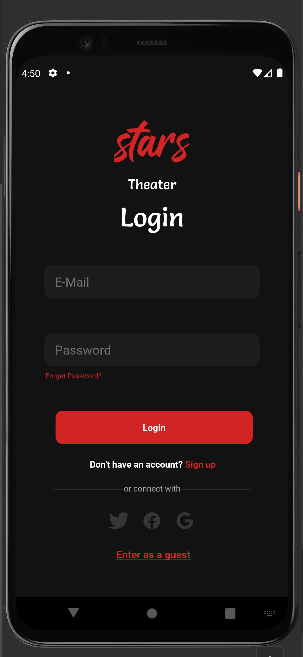 4:50
stars
Theater
Login
E-Mail
Password
Forget Password?
Login
Don't have an account? Sign up
or connect with
Enter as a guest